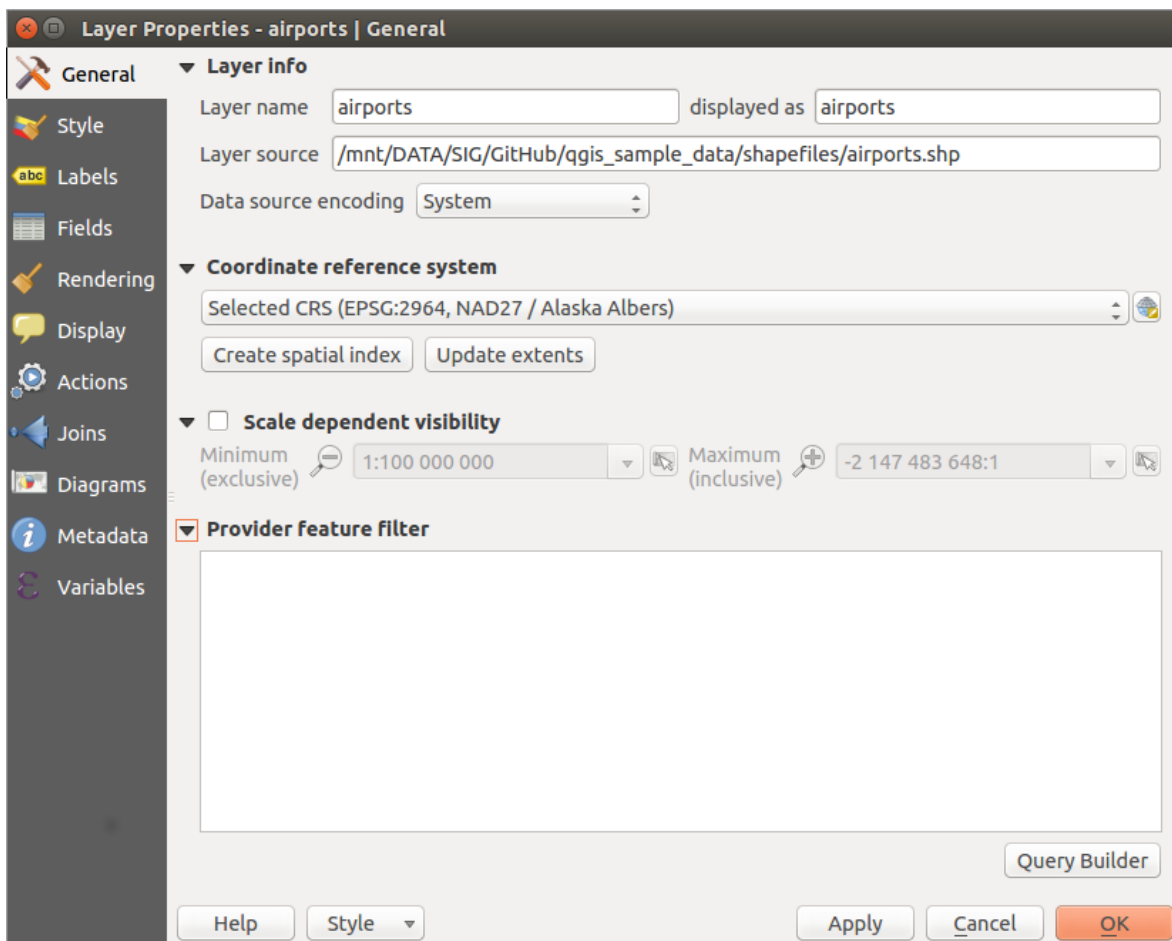 Layer Properties - airports | General
General
Style
abc Labels
Fields
Rendering
Display
Actions
Joins
Diagrams
i Metadata
ε Variables
Layer info
Layer name airports displayed as airports
Layer source /mnt/DATA/SIG/GitHub/qgis_sample_data/shapefiles/airports.shp
Data source encoding System
Coordinate reference system
Selected CRS (EPSG:2964, NAD27 / Alaska Albers)
Create spatial index Update extents
Scale dependent visibility
Minimum (exclusive) 1:100 000 000 Maximum (inclusive) -2 147 483 648:1
Provider feature filter
Query Builder
Help Style Apply Cancel OK